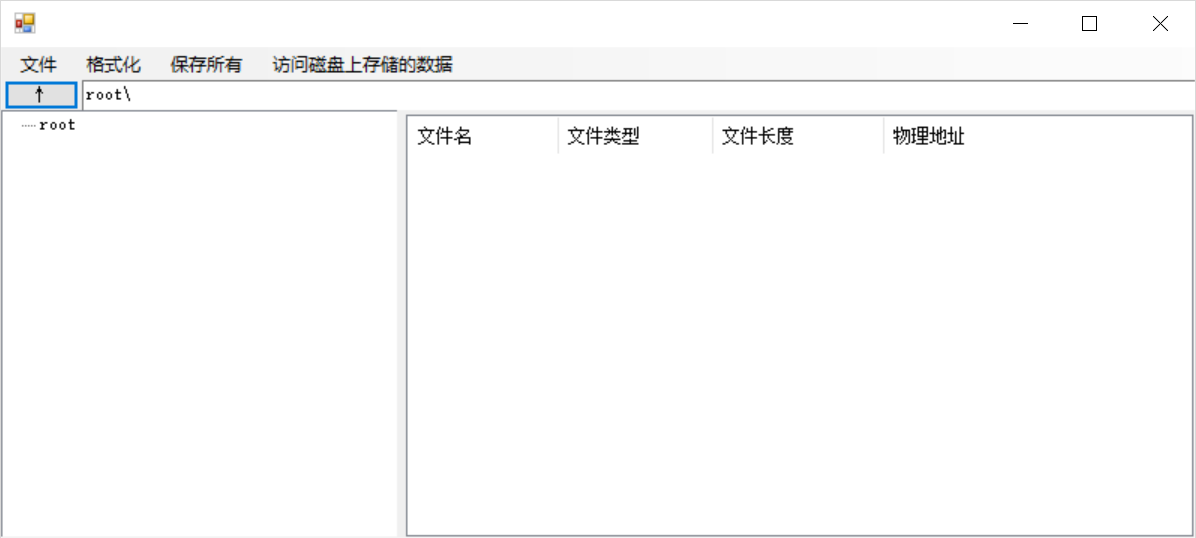 文件 格式化 保存所有 访问磁盘上存储的数据
↑ root\
root
文件名 文件类型 文件长度 物理地址